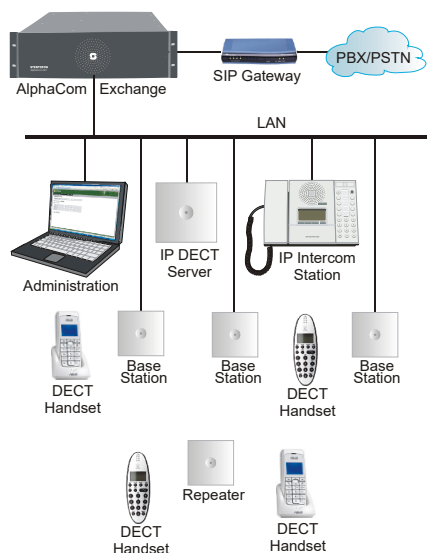 PBX/PSTN
SIP Gateway
AlphaCom Exchange
LAN
IP DECT
Server
IP Intercom
Station
Administration
Base
Station
Base
Station
Base
Station
DECT
Handset
DECT
Handset
Repeater
DECT
Handset
DECT
Handset